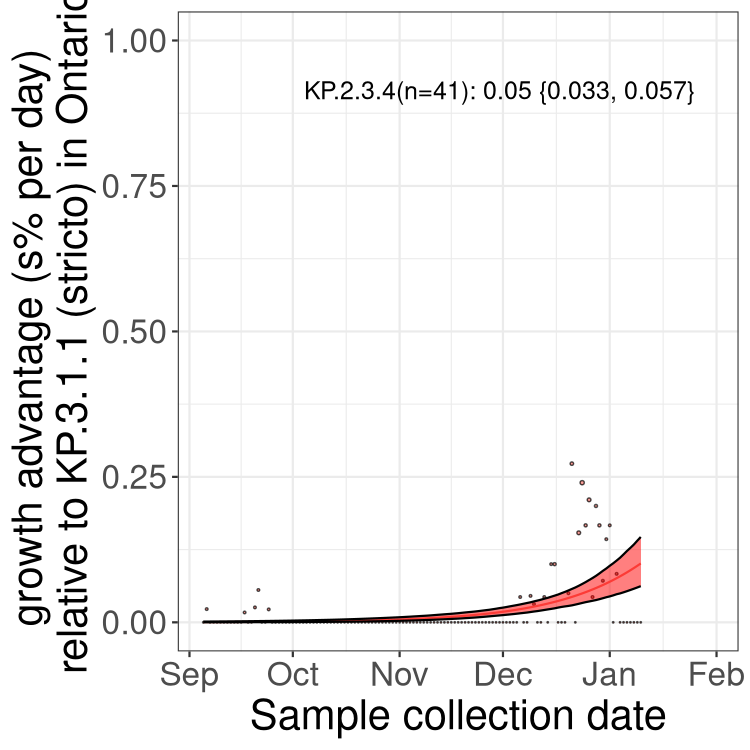 growth advantage (s% per day)
relative to KP.3.1.1 (stricto) in Ontario
1.00
0.75
0.50
0.25
0.00
KP.2.3.4(n=41): 0.05 {0.033, 0.057}
Sep Oct Nov Dec Jan Feb
Sample collection date